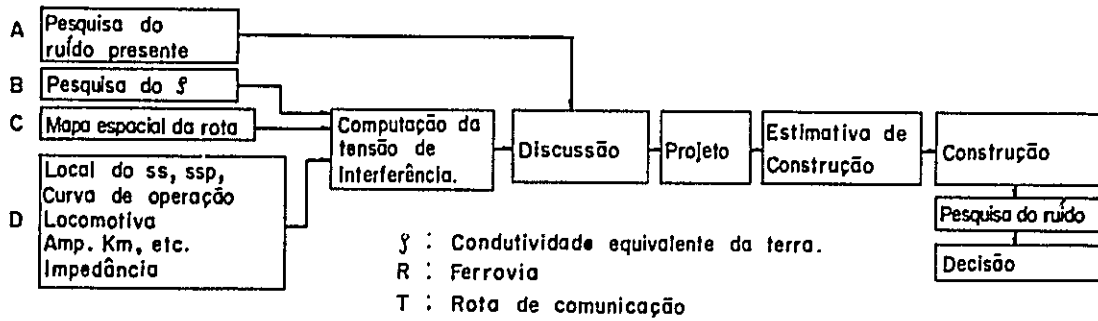 A
Pesquisa do
ruído presente
B
Pesquisa do ρ
C
Mapa espacial da rota
D
Local do ss, ssp,
Curva de operação
Locomotiva
Amp. Km, etc.
Impedância
Computação da
tensão de
Interferência.
Discussão
Projeto
Estimativa de
Construção
Construção
Pesquisa do ruído
Decisão
ρ : Condutividade equivalente da terra.
R : Ferrovia
T : Rota de comunicação